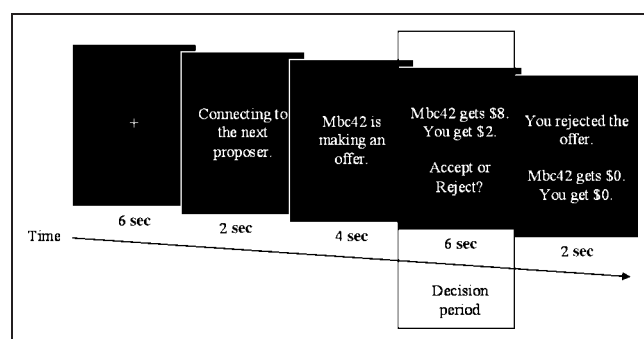 +
Connecting to
the next
proposer.
Mbc42 is
making an
offer.
Mbc42 gets $8.
You get $2.
Accept or
Reject?
You rejected the
offer.
Mbc42 gets $0.
You get $0.
6 sec
2 sec
4 sec
6 sec
2 sec
Time
Decision
period